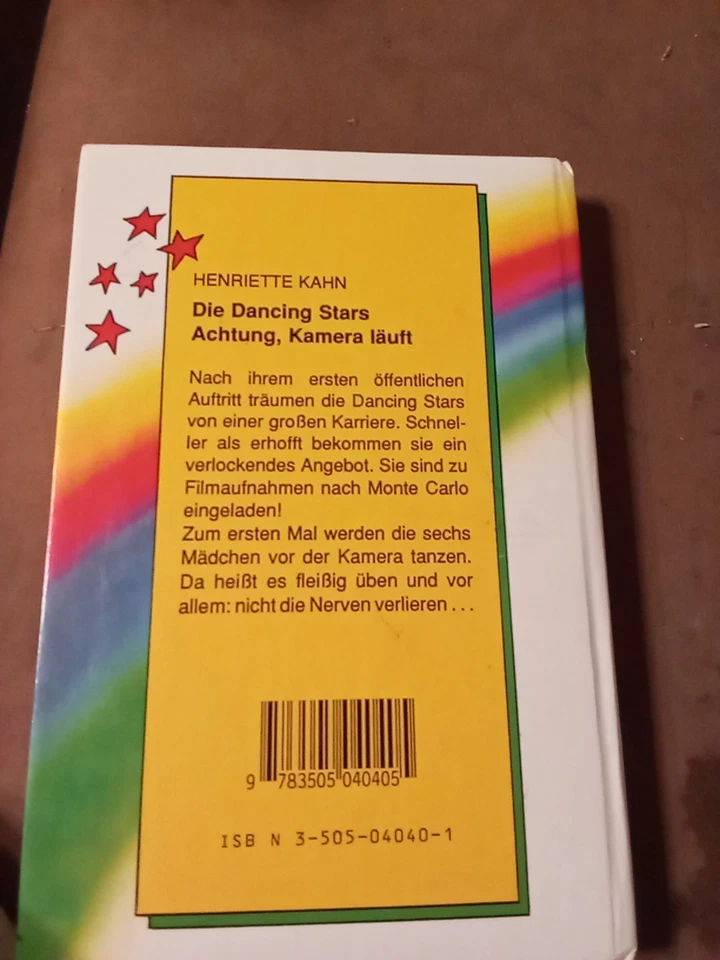 HENRIETTE KAHN
Die Dancing Stars
Achtung, Kamera läuft
Nach ihrem ersten öffentlichen
Auftritt träumen die Dancing Stars
von einer großen Karriere. Schnel-
ler als erhofft bekommen sie ein
verlockendes Angebot. Sie sind zu
Filmaufnahmen nach Monte Carlo
eingeladen!
Zum ersten Mal werden die sechs
Mädchen vor der Kamera tanzen.
Da heißt es fleißig üben und vor
allem: nicht die Nerven verlieren ...
9 783505 040405
ISB N 3-505-04040-1